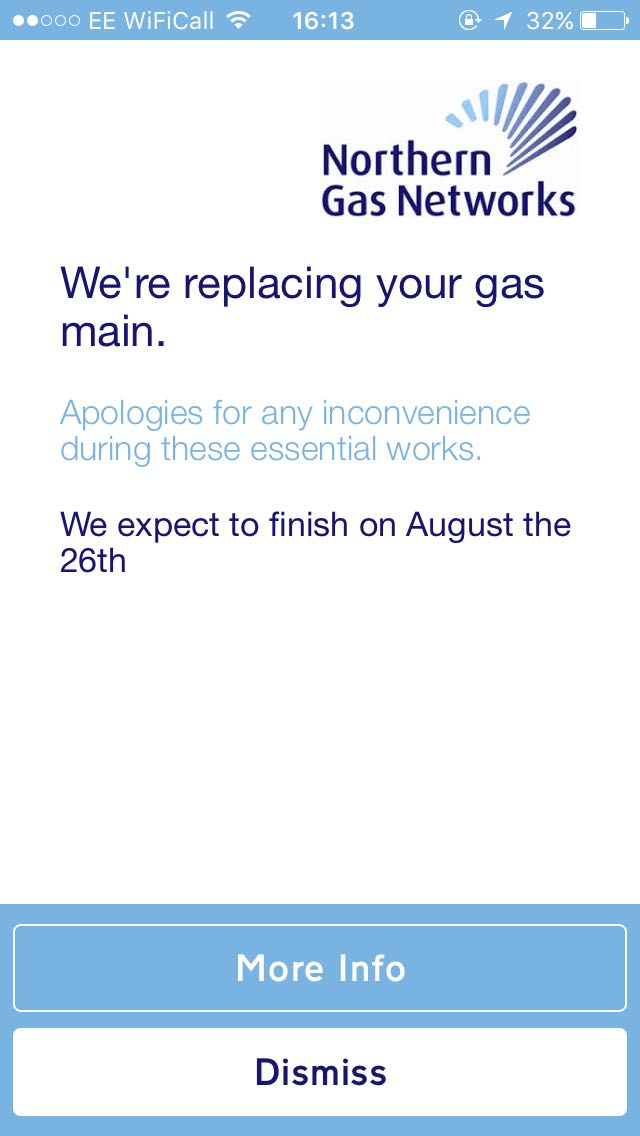 EE WiFiCall 16:13 32%
Northern
Gas Networks
We're replacing your gas
main.
Apologies for any inconvenience
during these essential works.
We expect to finish on August the
26th
More Info
Dismiss